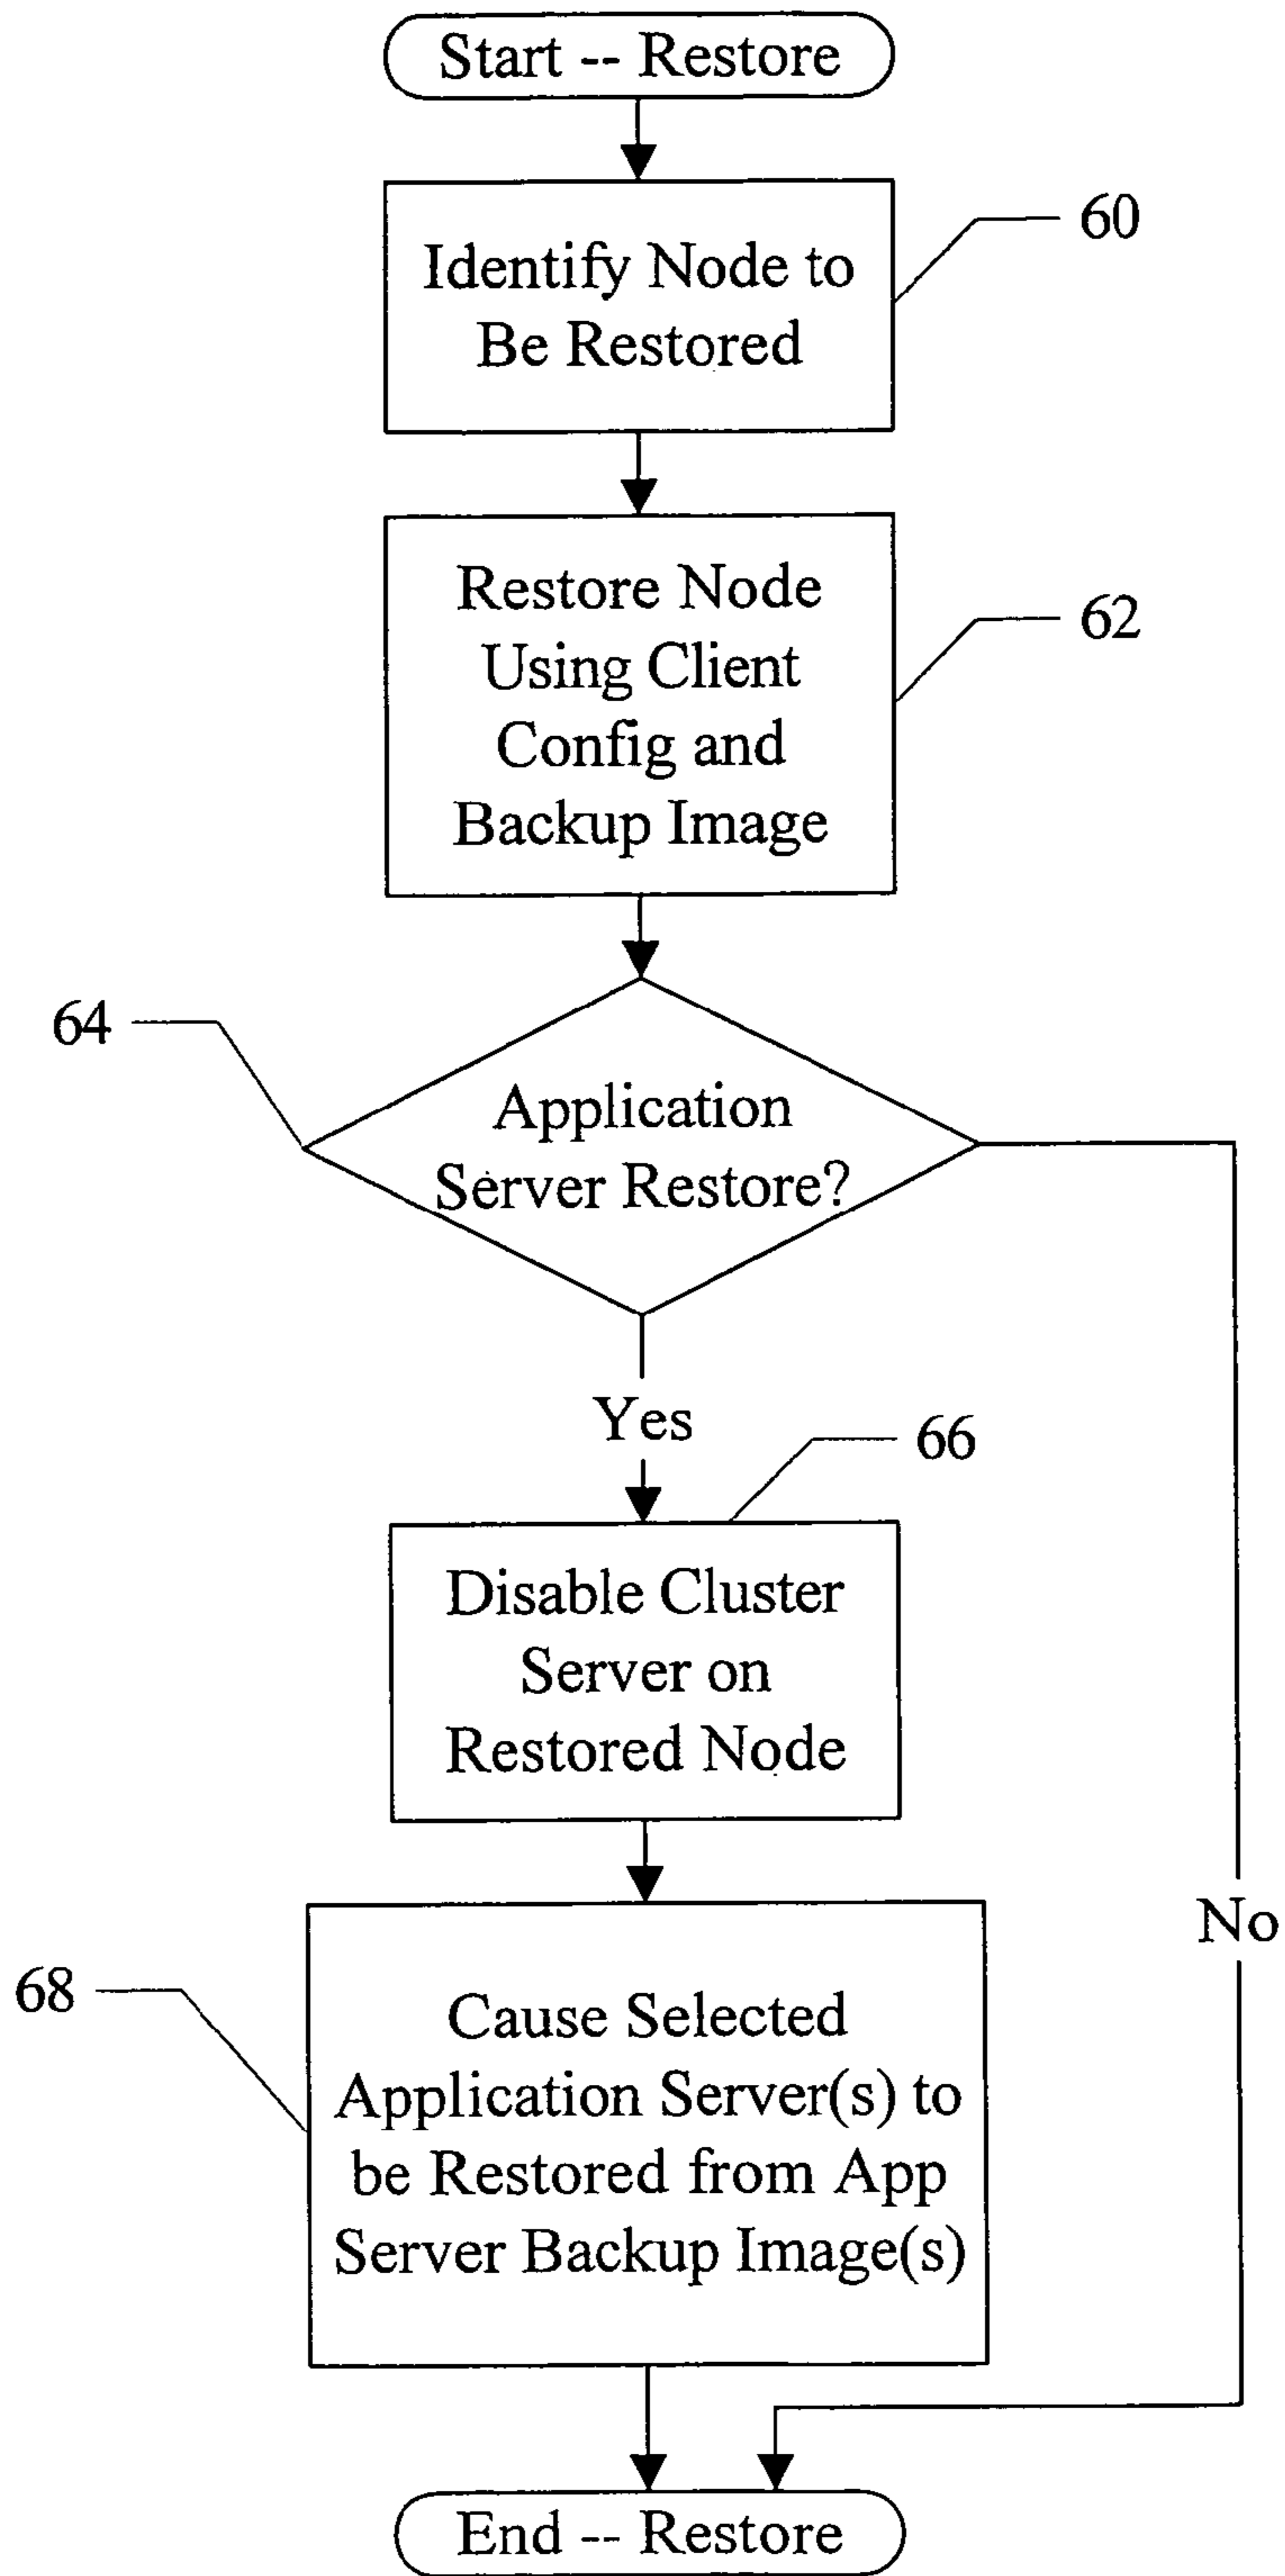 Start -- Restore
Identify Node to
Be Restored
60
Restore Node
Using Client
Config and
Backup Image
62
64
Application
Server Restore?
Yes
66
Disable Cluster
Server on
Restored Node
No
68
Cause Selected
Application Server(s) to
be Restored from App
Server Backup Image(s)
End -- Restore